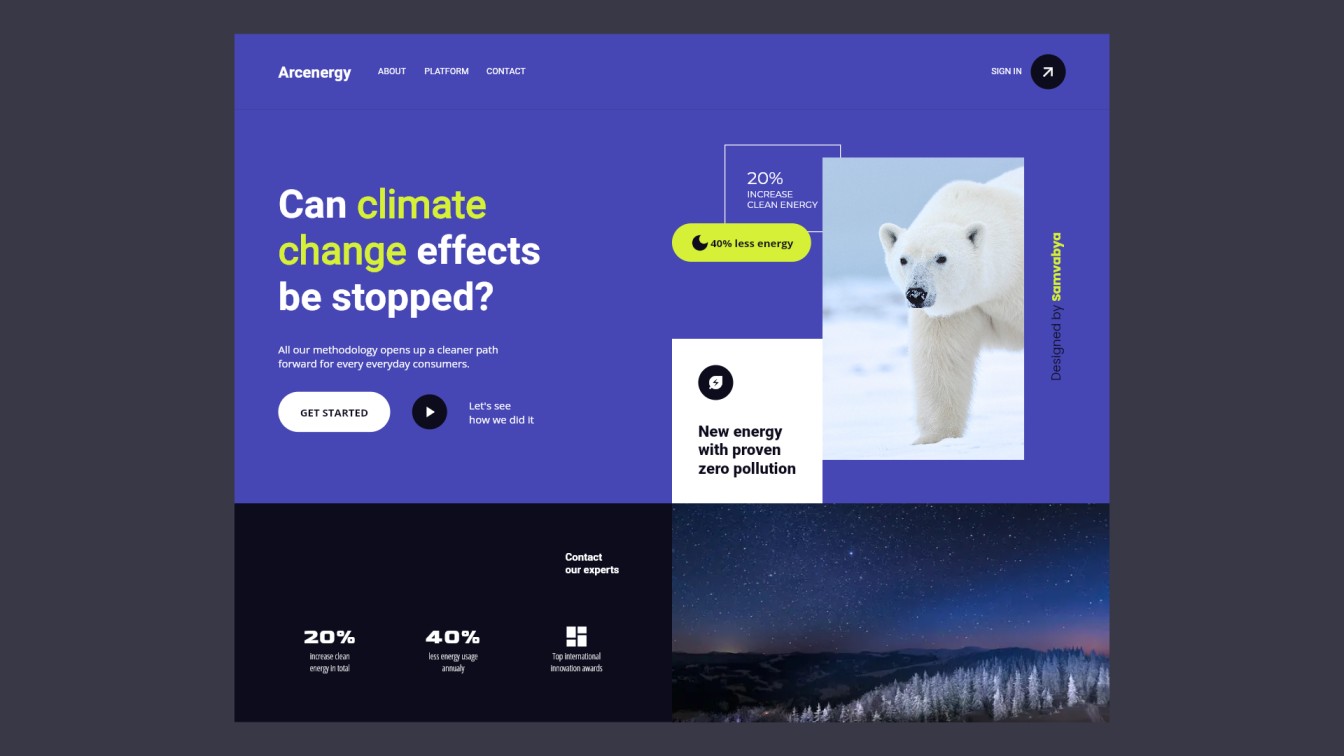 Arcenergy
ABOUT
PLATFORM
CONTACT
SIGN IN
Can climate
change effects
be stopped?
All our methodology opens up a cleaner path
forward for every everyday consumers.
GET STARTED
Let's see
how we did it
20%
INCREASE
CLEAN ENERGY
40% less energy
New energy
with proven
zero pollution
Designed by Samvabya
Contact
our experts
20%
increase clean
energy in total
40%
less energy usage
annualy
Top international
innovation awards